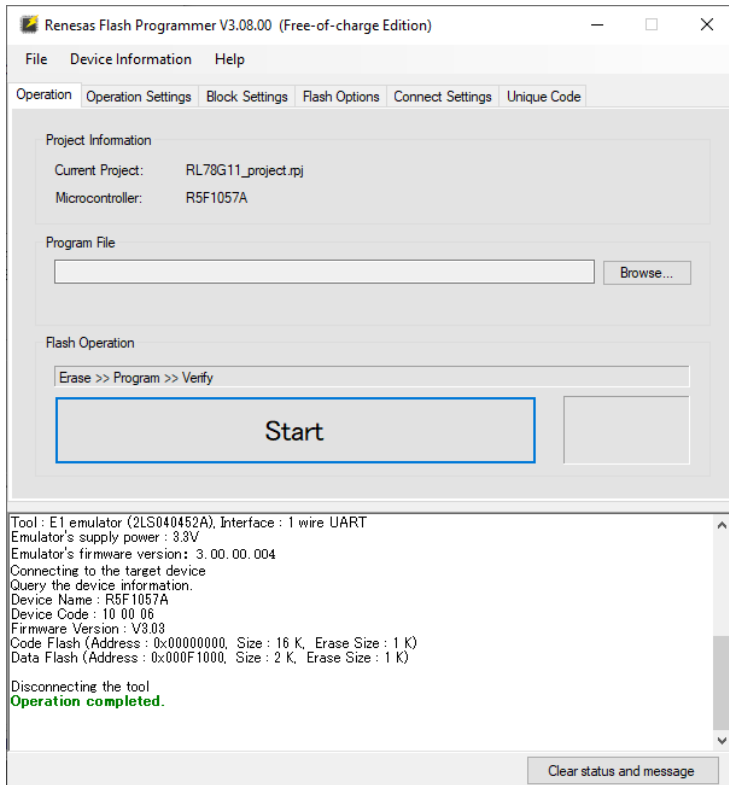 Renesas Flash Programmer V3.08.00 (Free-of-charge Edition)
File Device Information Help
Operation Operation Settings Block Settings Flash Options Connect Settings Unique Code
Project Information
Current Project: RL78G11_project.rpj
Microcontroller: R5F1057A
Program File
Browse...
Flash Operation
Erase >> Program >> Verify
Start
Tool : E1 emulator (2LS040452A), Interface : 1 wire UART
Emulator's supply power : 3.3V
Emulator's firmware version: 3.00.00.004
Connecting to the target device
Query the device information.
Device Name : R5F1057A
Device Code : 10 00 06
Firmware Version : V3.03
Code Flash (Address : 0x00000000, Size : 16 K, Erase Size : 1 K)
Data Flash (Address : 0x000F1000, Size : 2 K, Erase Size : 1 K)
Disconnecting the tool
Operation completed.
Clear status and message